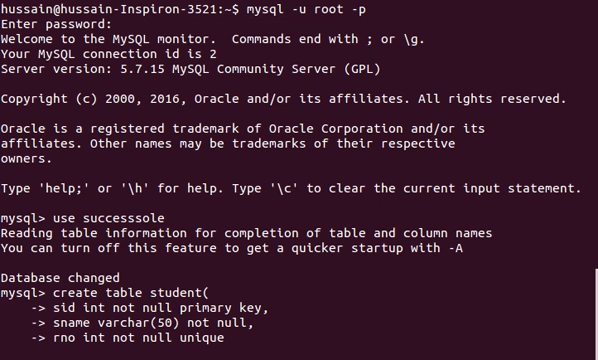 hussain@hussain-Inspiron-3521:~$ mysql -u root -p
Enter password:
Welcome to the MySQL monitor.  Commands end with ; or \g.
Your MySQL connection id is 2
Server version: 5.7.15 MySQL Community Server (GPL)
Copyright (c) 2000, 2016, Oracle and/or its affiliates. All rights reserved.
Oracle is a registered trademark of Oracle Corporation and/or its
affiliates. Other names may be trademarks of their respective
owners.
Type 'help;' or '\h' for help. Type '\c' to clear the current input statement.
mysql> use successsole
Reading table information for completion of table and column names
You can turn off this feature to get a quicker startup with -A
Database changed
mysql> create table student(
    -> sid int not null primary key,
    -> sname varchar(50) not null,
    -> rno int not null unique